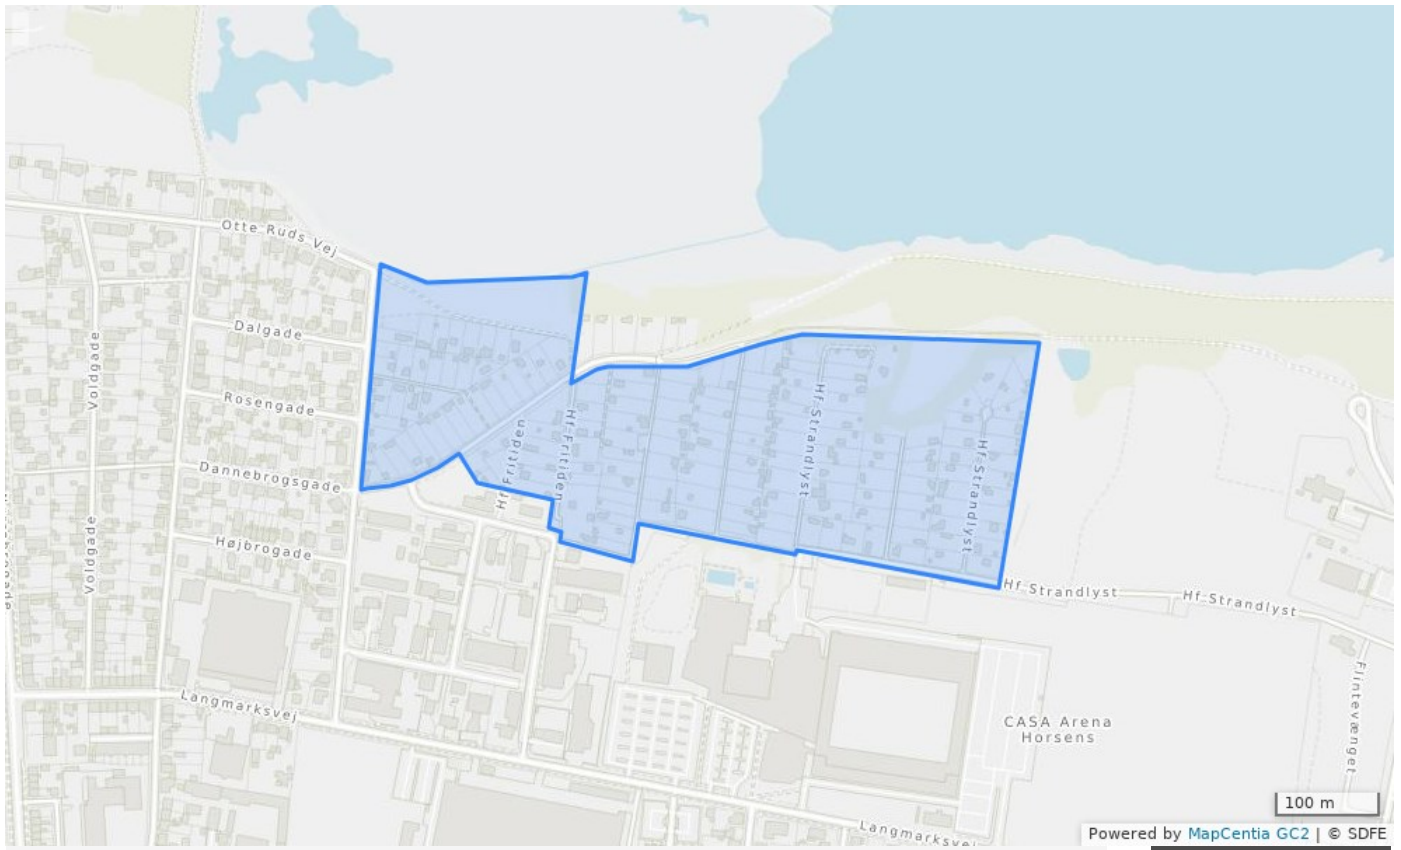 Otte Ruds Vej
Dalgade
Voldgade
Rosengade
Hf. Fritiden
Hf. Fritiden
Hf. Strandlyst
Hf. Strandlyst
Dannebrogsgade
Højbrogade
Voldgade
Hf Strandlyst
Hf Strandlyst
Flintevænget
Langmarksvej
CASA Arena
Horsens
100 m
Langmarksvej
Powered by MapCentia GC2 | © SDFE